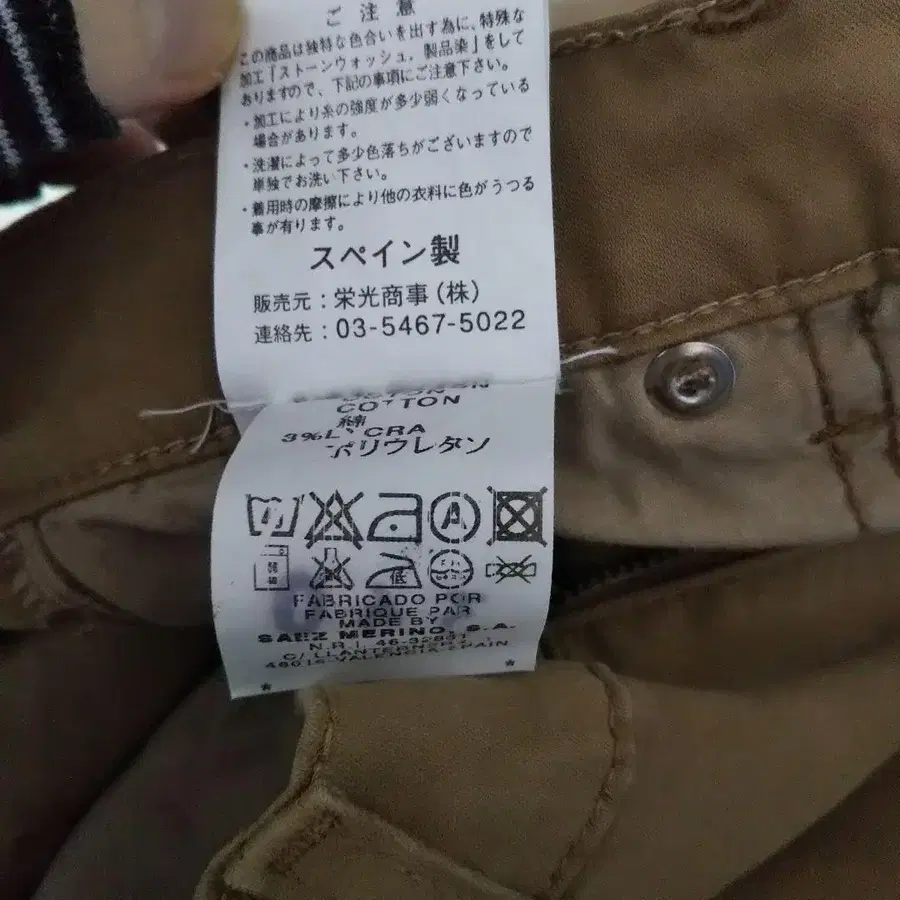 ご注意
この商品は独特な色合いを出す為に、特殊な
加工「ストーンウォッシュ、製品染」をして
おりますので、下記の事項にご注意下さい。
・加工により糸の強度が多少弱くなっている
場合があります。
・洗濯によって多少色落ちがございますので
単独でお洗い下さい。
・着用時の摩擦により他の衣料に色がうつる
事が有ります。
スペイン製
販売元：栄光商事(株)
連絡先：03-5467-5022
COTTON
綿
3%LYCRA
ポリウレタン
A
低
FABRICADO POR
FABRIQUE PAR
MADE BY
SAEZ MERINO, S.A.
N.R.I. 46-32831
C/ LLANTERNERS
46015-VALENCIA-SPAIN